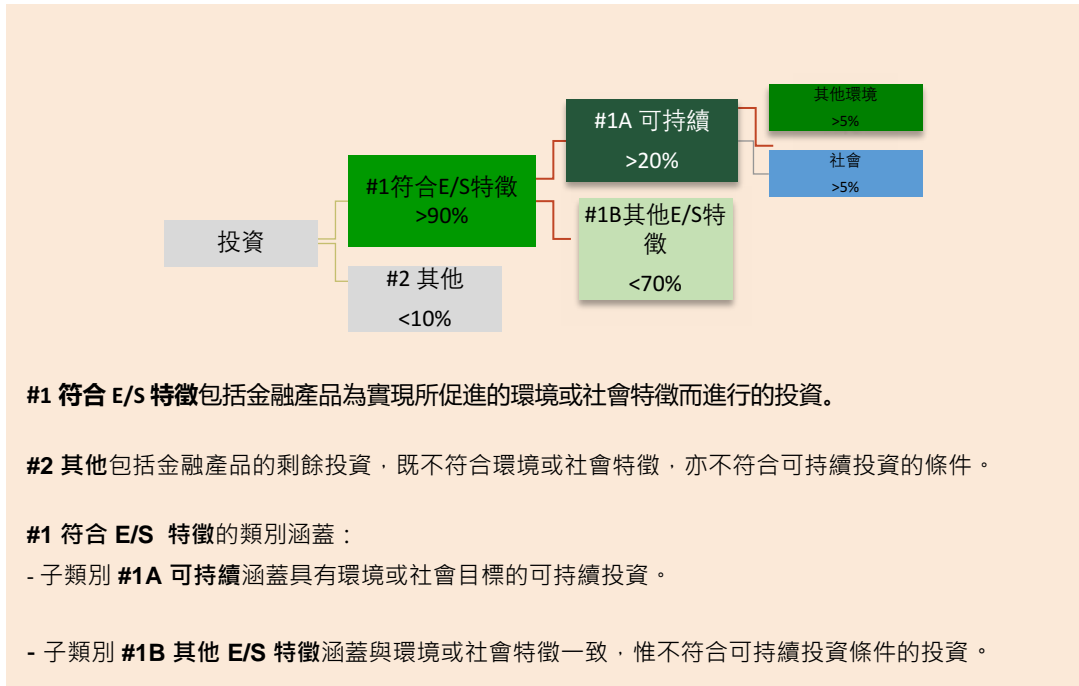 投資
#1符合E/S特徵
>90%
#2 其他
<10%
#1A 可持續
>20%
#1B其他E/S特
徵
<70%
其他環境
>5%
社會
>5%
#1 符合 E/S 特徵包括金融產品為實現所促進的環境或社會特徵而進行的投資。
#2 其他包括金融產品的剩餘投資，既不符合環境或社會特徵，亦不符合可持續投資的條件。
#1 符合 E/S 特徵的類別涵蓋：
- 子類別 #1A 可持續涵蓋具有環境或社會目標的可持續投資。
- 子類別 #1B 其他 E/S 特徵涵蓋與環境或社會特徵一致，惟不符合可持續投資條件的投資。